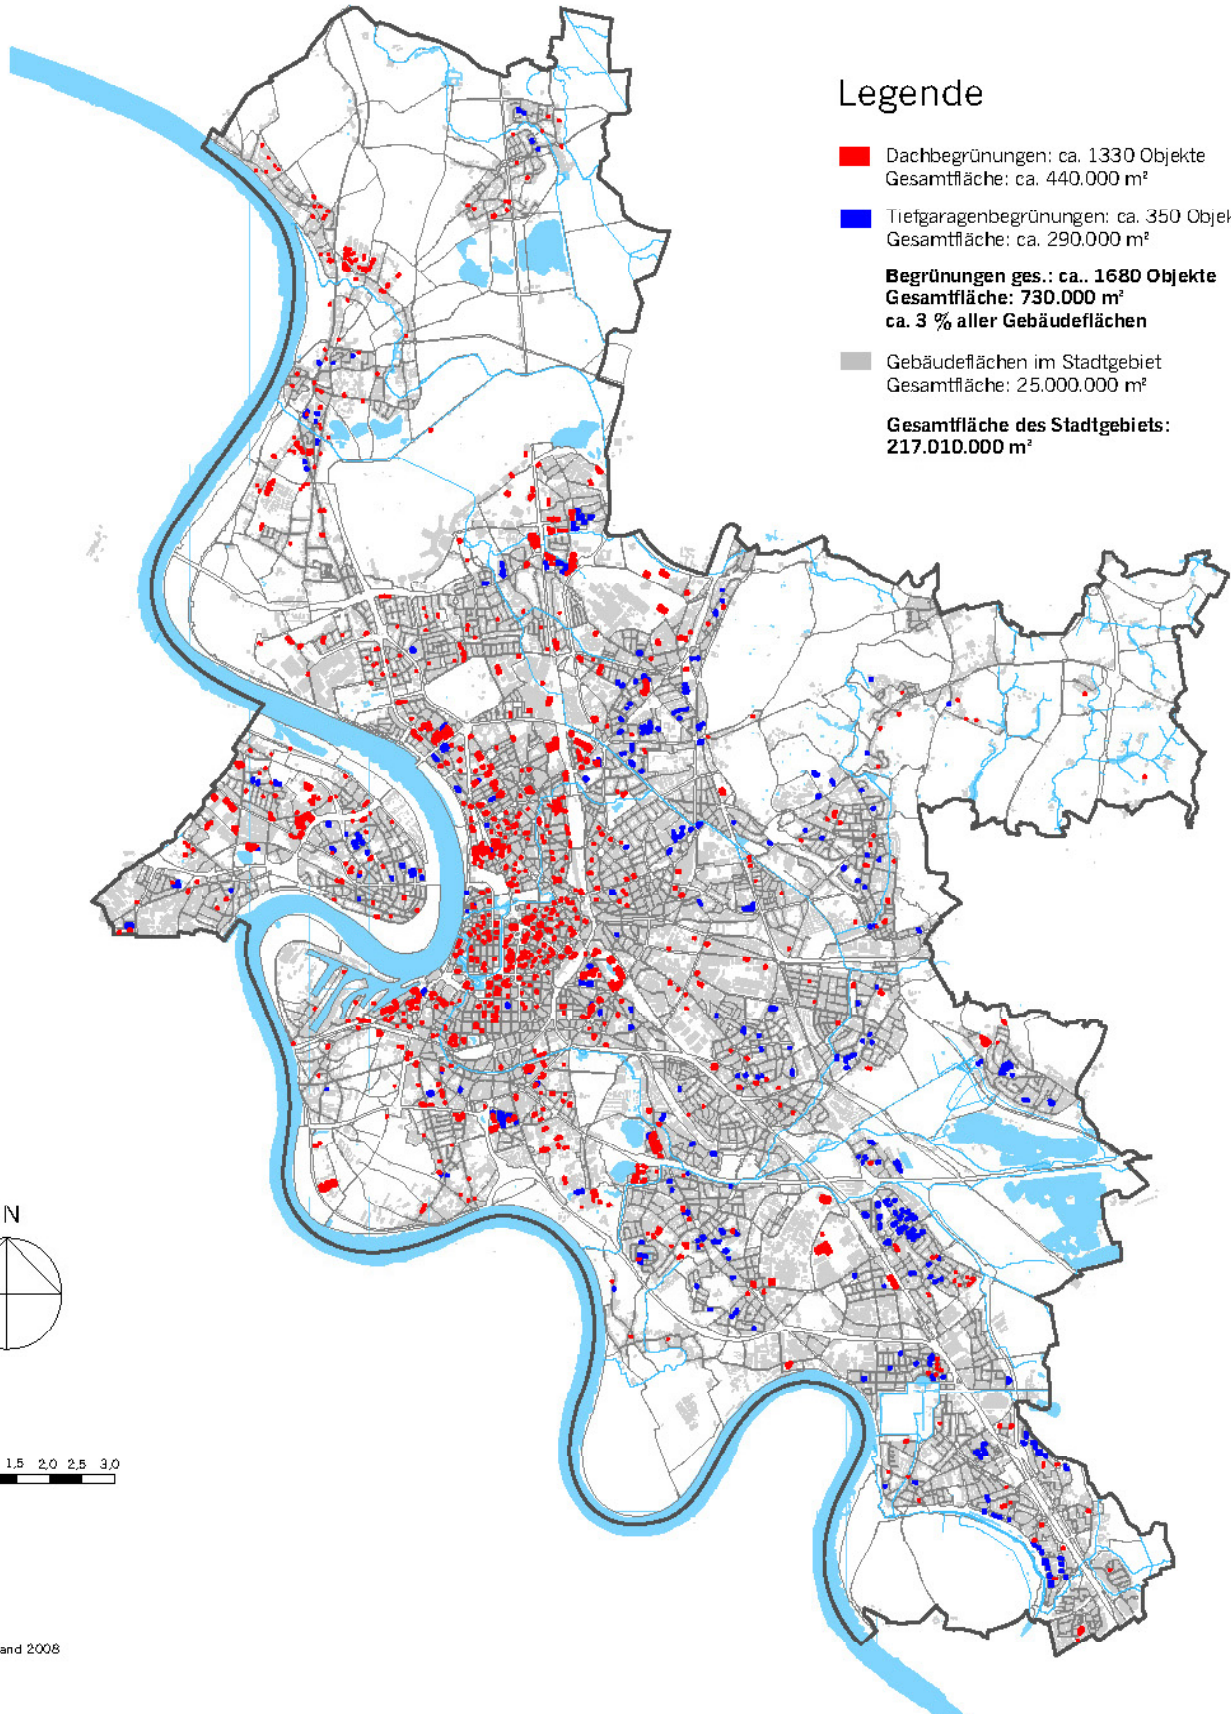 Legende
Dachbegrünungen: ca. 1330 Objekte
Gesamtfläche: ca. 440.000 m²
Tiefgaragenbegrünungen: ca. 350 Objek
Gesamtfläche: ca. 290.000 m²
Begrünungen ges.: ca.. 1680 Objekte
Gesamtfläche: 730.000 m²
ca. 3 % aller Gebäudeflächen
Gebäudeflächen im Stadtgebiet
Gesamtfläche: 25.000.000 m²
Gesamtfläche des Stadtgebiets:
217.010.000 m²
N
1,5 2,0 2,5 3,0
and 2008